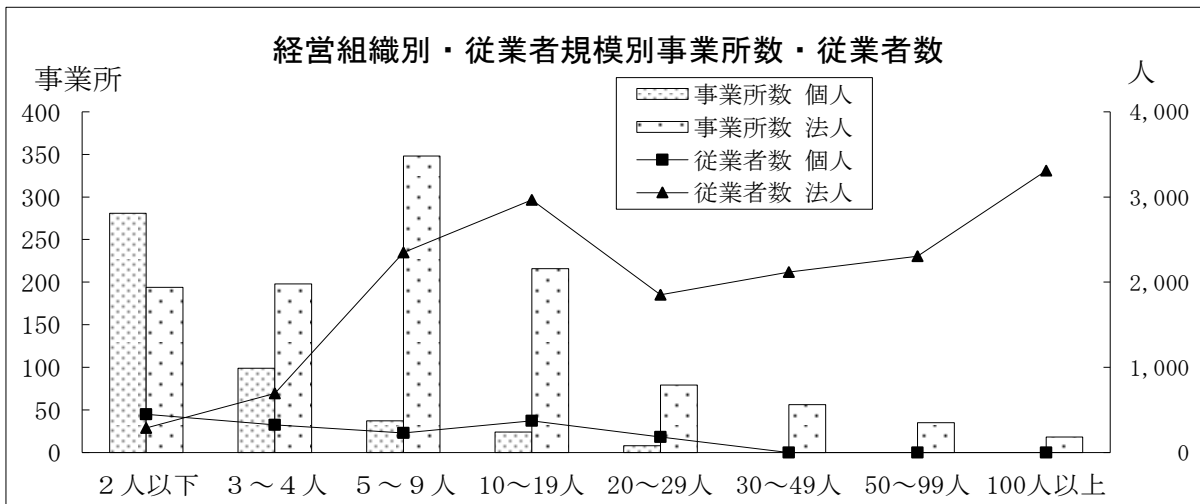 経営組織別・従業者規模別事業所数・従業者数
事業所
人
事業所数 個人
事業所数 法人
従業者数 個人
従業者数 法人
400
350
300
250
200
150
100
50
0
4,000
3,000
2,000
1,000
0
２人以下 ３～４人 ５～９人 10～19人 20～29人 30～49人 50～99人 100人以上